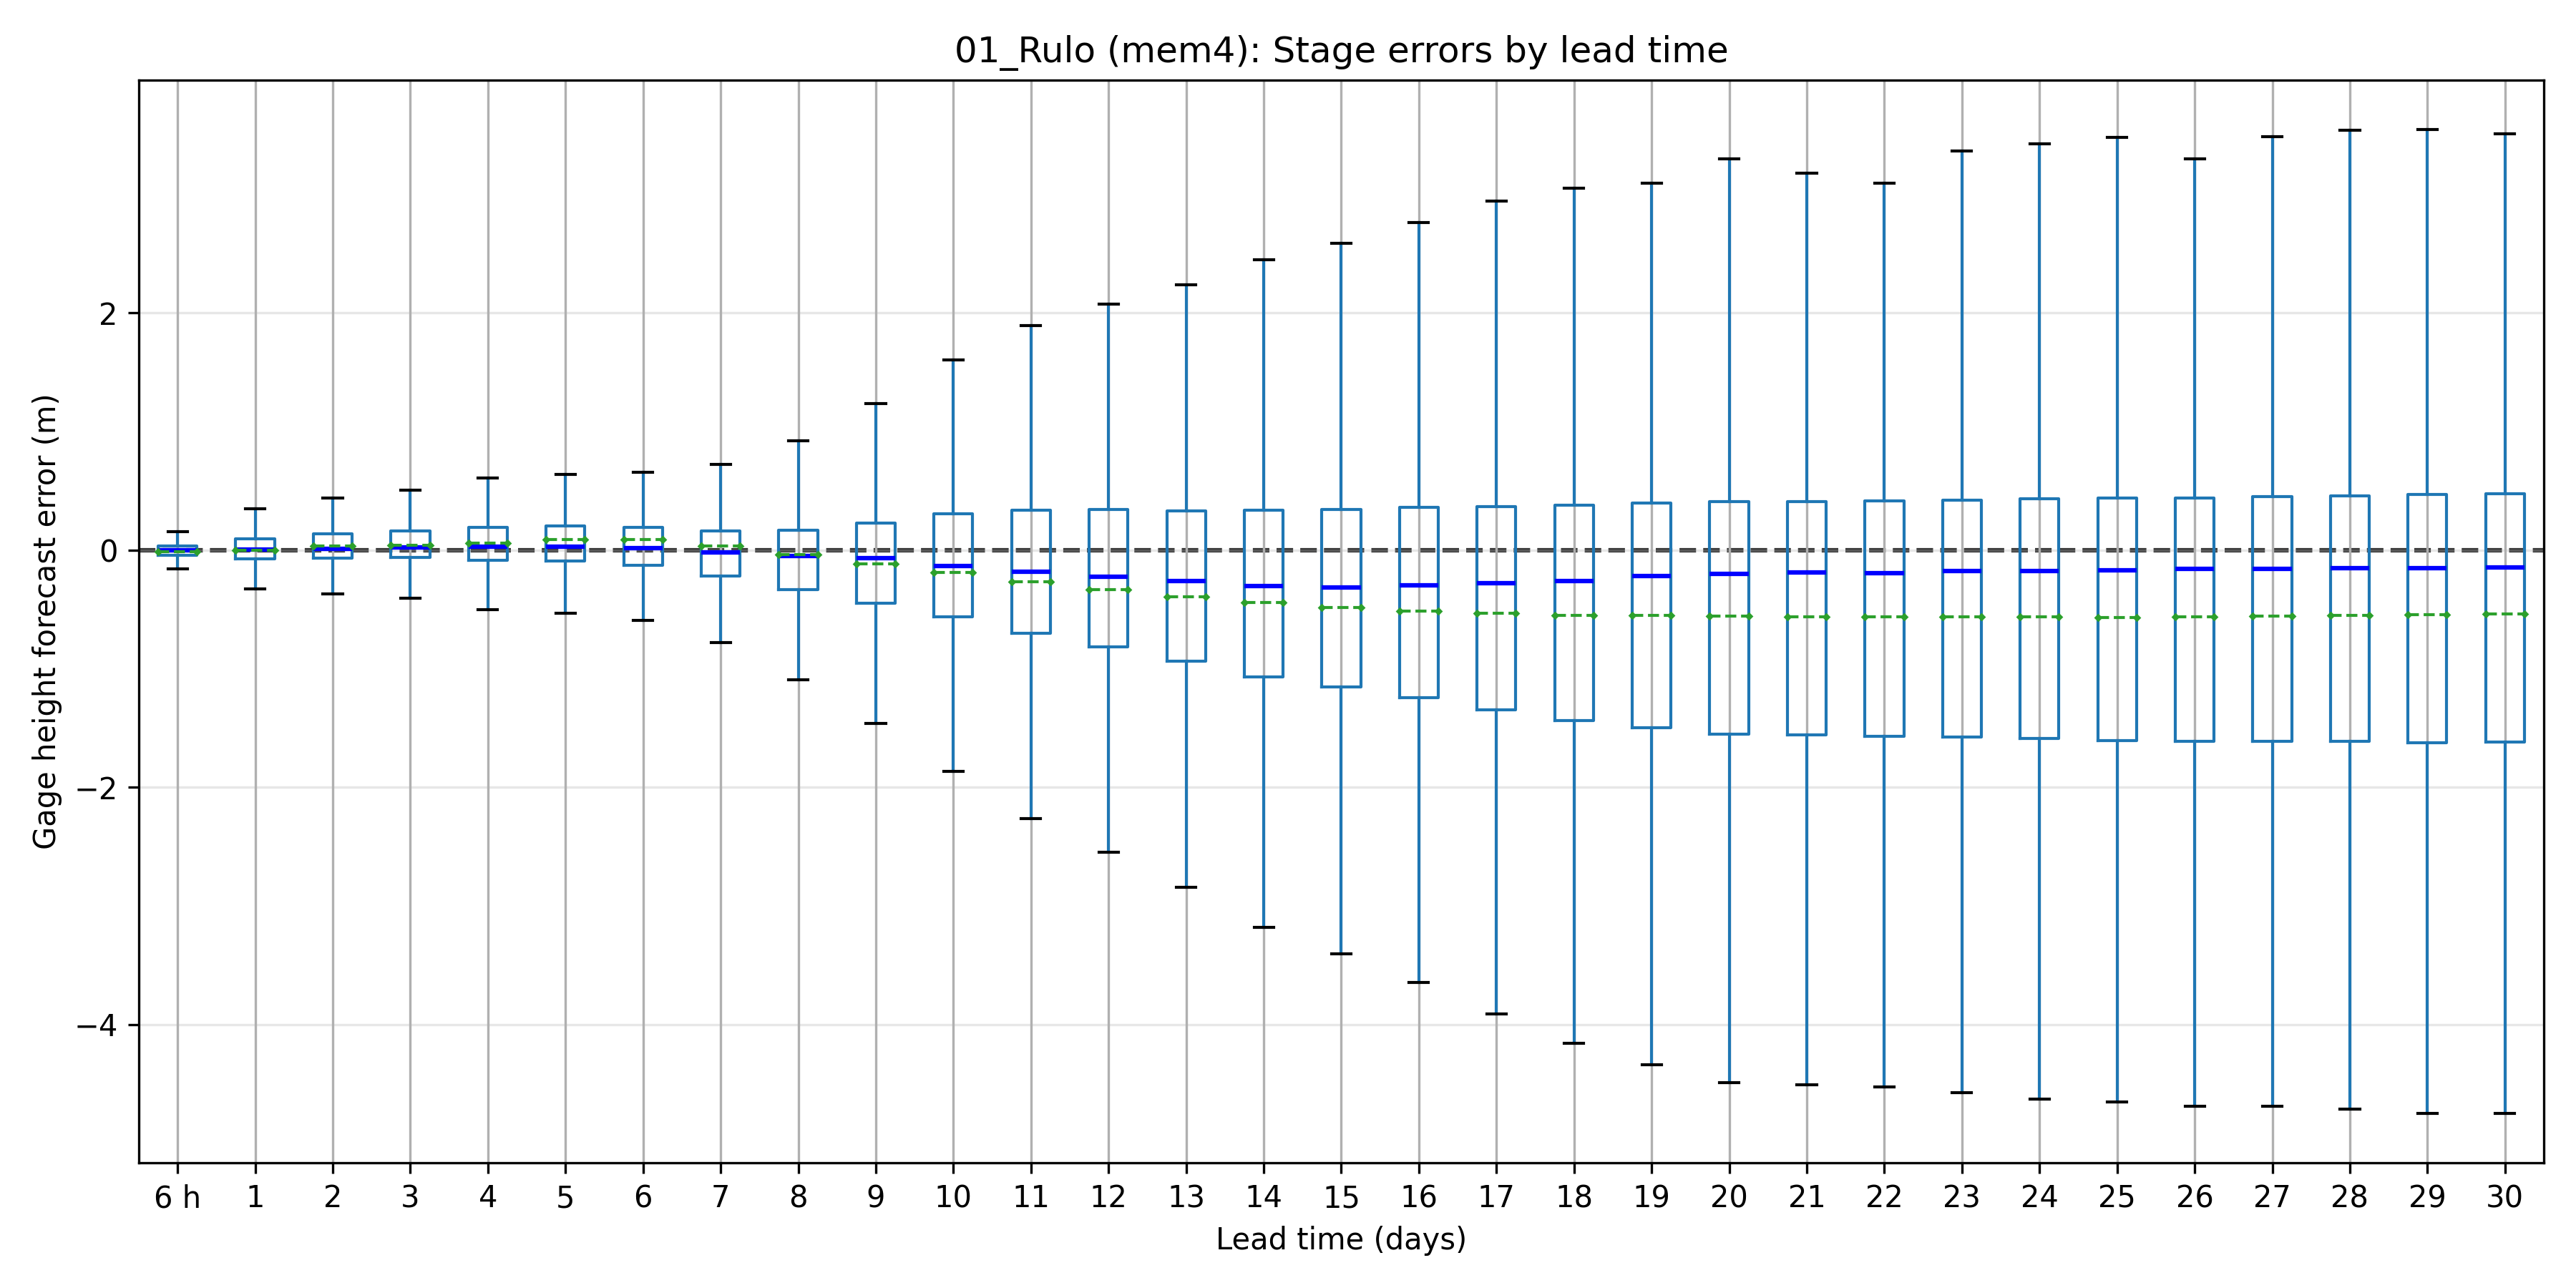 01_Rulo (mem4): Stage errors by lead time
Gage height forecast error (m)
2
0
−2
−4
6 h 1 2 3 4 5 6 7 8 9 10 11 12 13 14 15 16 17 18 19 20 21 22 23 24 25 26 27 28 29 30
Lead time (days)